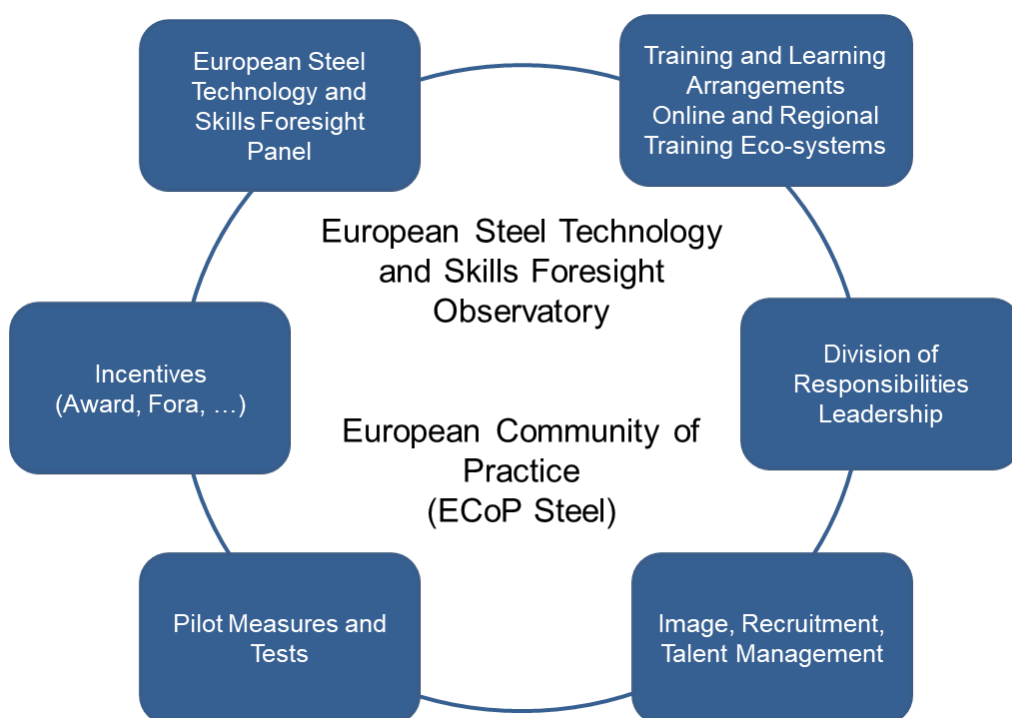 European Steel
Technology and
Skills Foresight
Panel
Training and Learning
Arrangements
Online and Regional
Training Eco-systems
European Steel Technology
and Skills Foresight
Observatory
Incentives
(Award, Fora, …)
Division of
Responsibilities
Leadership
European Community of
Practice
(ECoP Steel)
Pilot Measures and
Tests
Image, Recruitment,
Talent Management